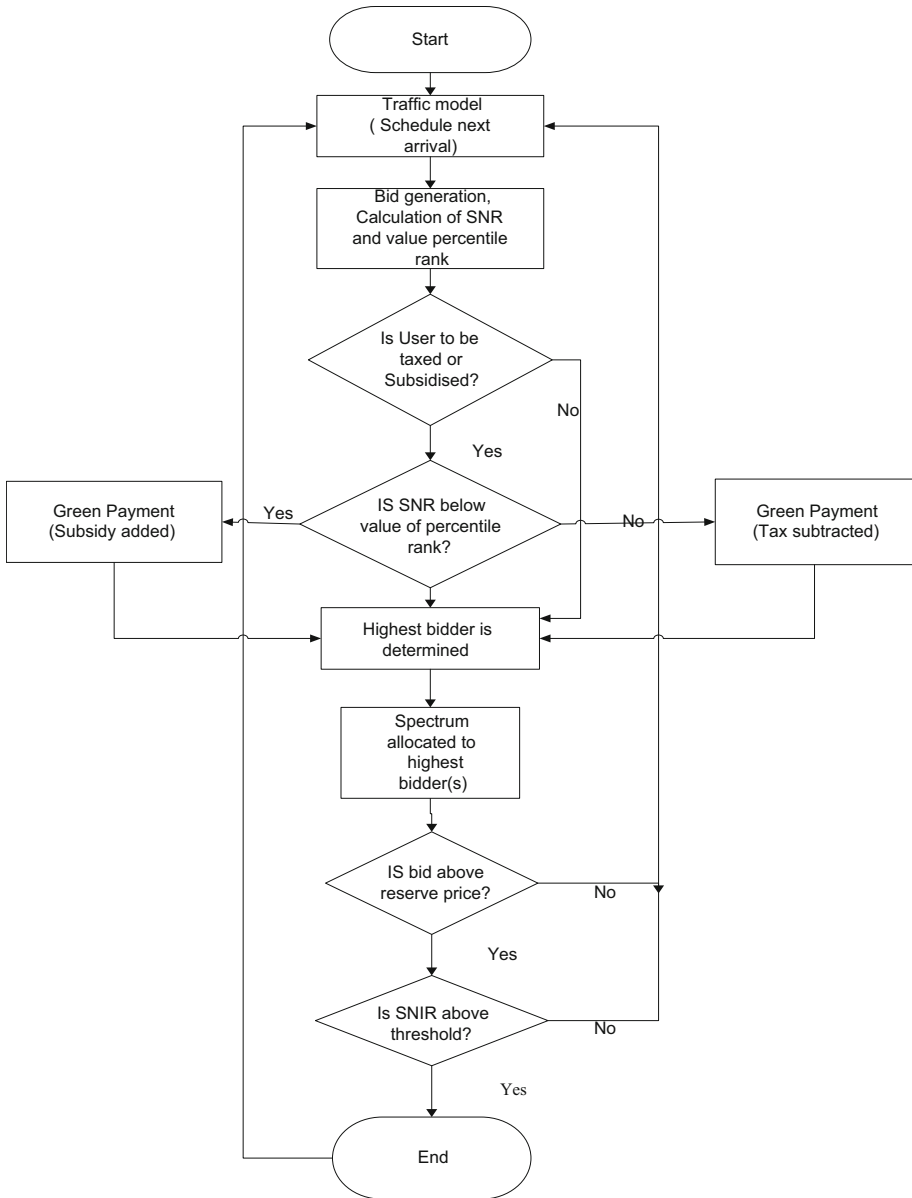 Start
Traffic model
( Schedule next
arrival)
Bid generation,
Calculation of SNR
and value percentile
rank
Is User to be
taxed or
Subsidised?
No
Yes
Green Payment
(Subsidy added)
Yes
IS SNR below
value of percentile
rank?
No
Green Payment
(Tax subtracted)
Highest bidder is
determined
Spectrum
allocated to
highest
bidder(s)
IS bid above
reserve price?
No
Yes
Is SNIR above
threshold?
No
Yes
End